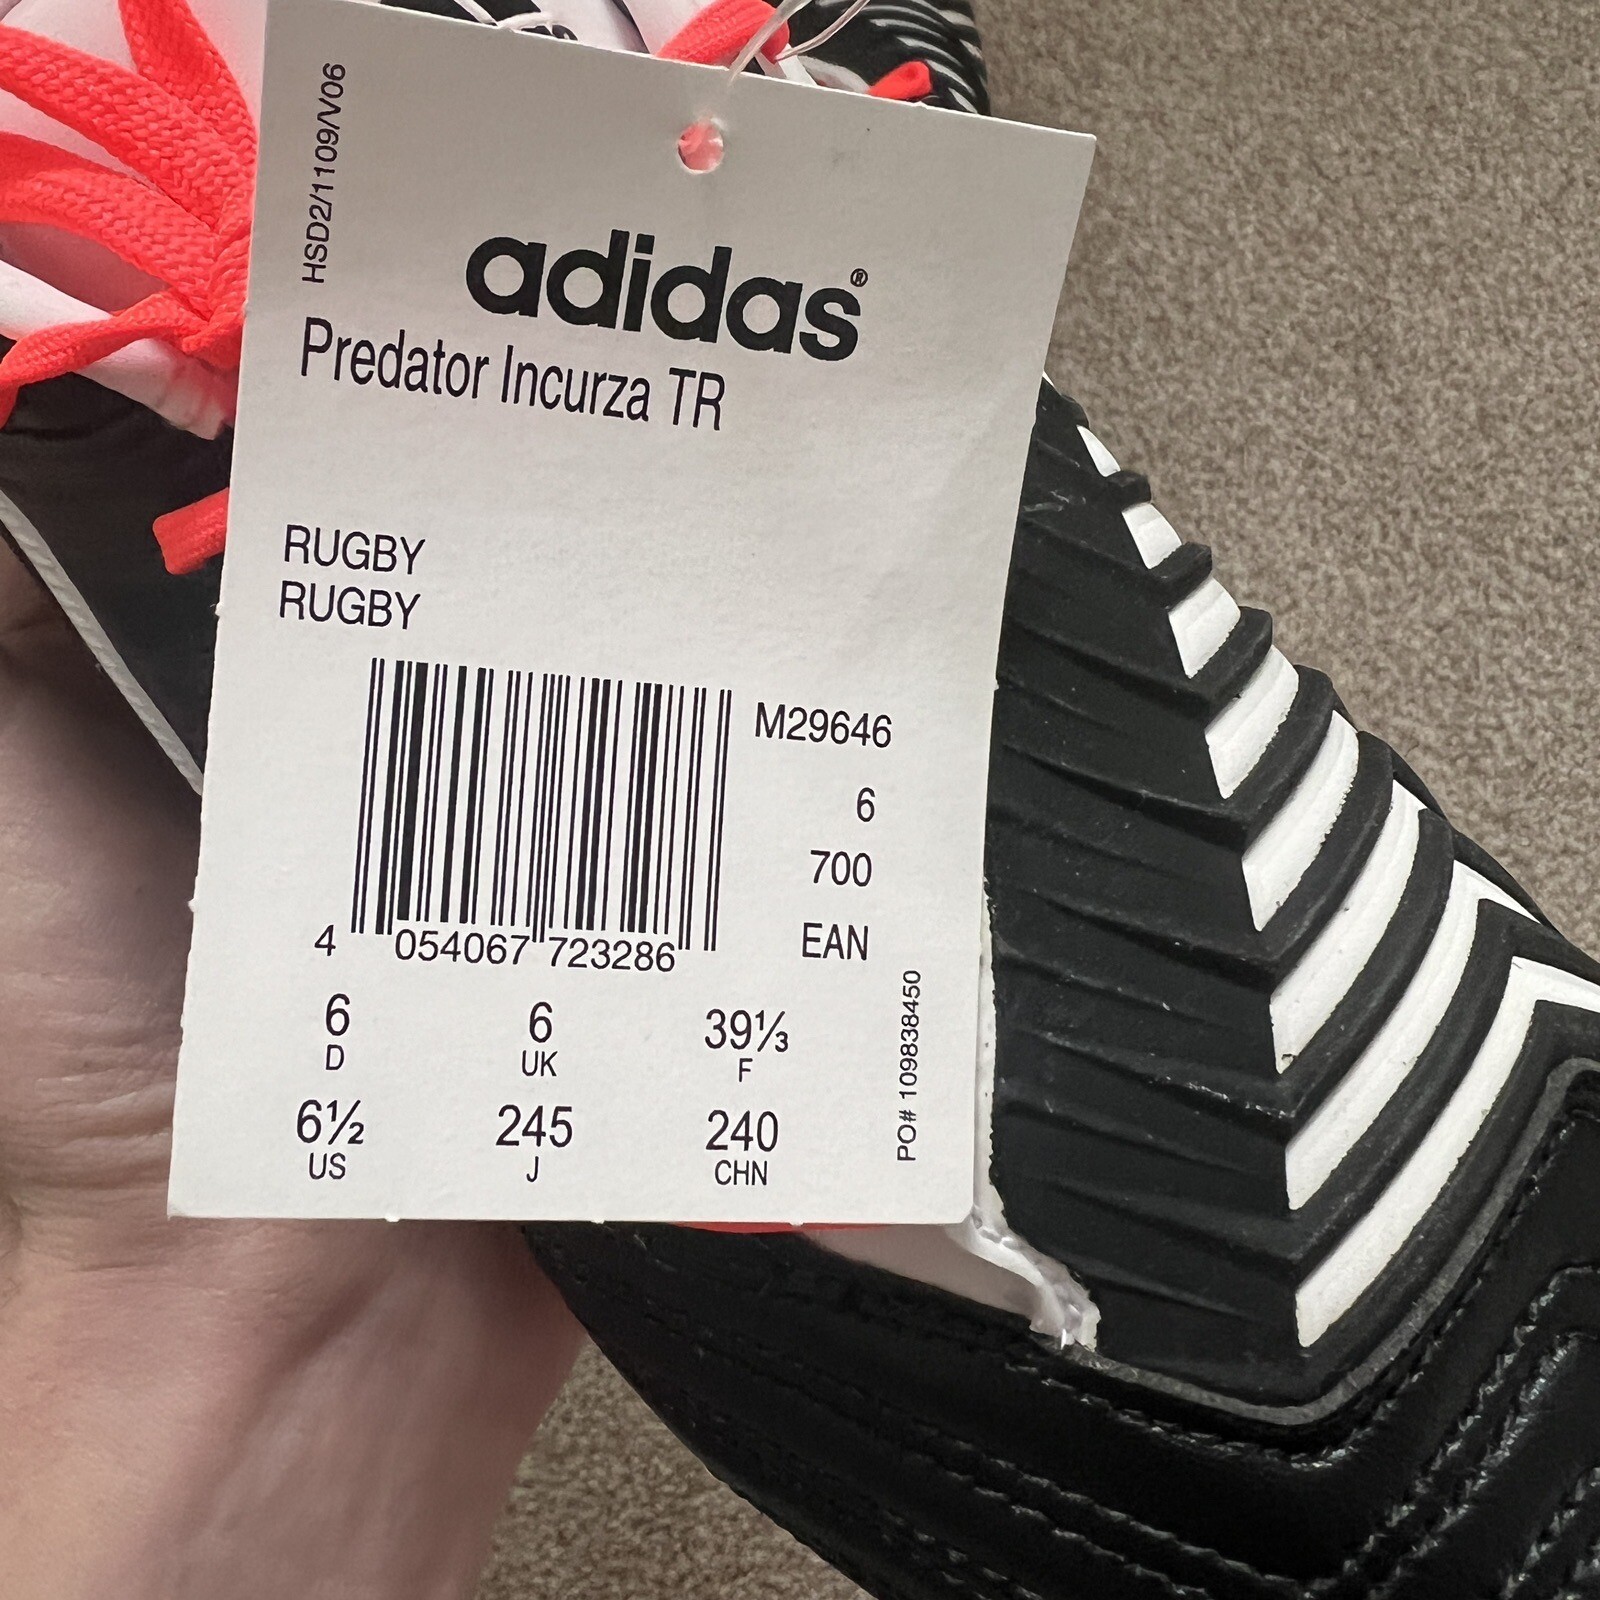 HSD2/1109/V06
adidas®
Predator Incurza TR
RUGBY
RUGBY
M29646
6
700
EAN
4 054067 723286
6 6 39⅓
D UK F
6½ 245 240
US J CHN
PO# 109838450